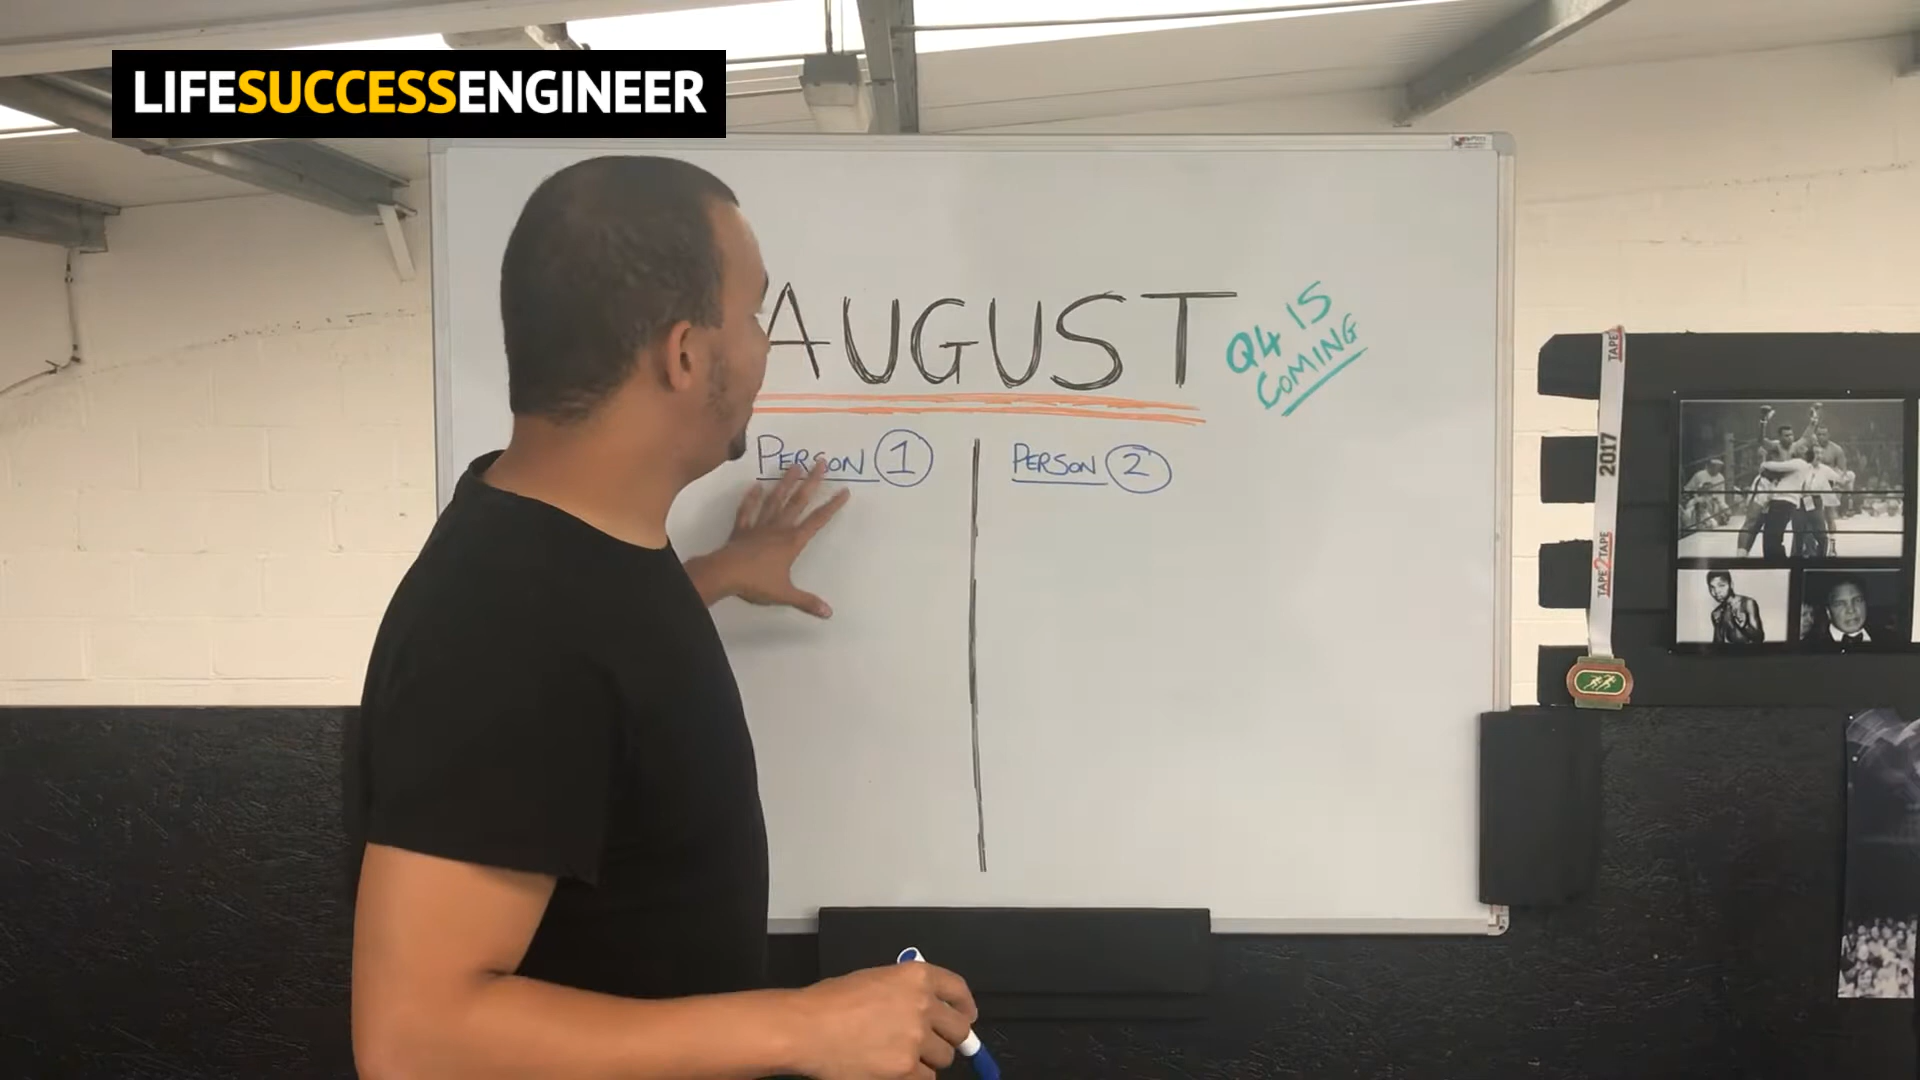 LIFESUCCESSENGINEER
AUGUST
Q4 IS
COMING
PERSON 1
PERSON 2
TAPE
2017
TAPE2TAPE